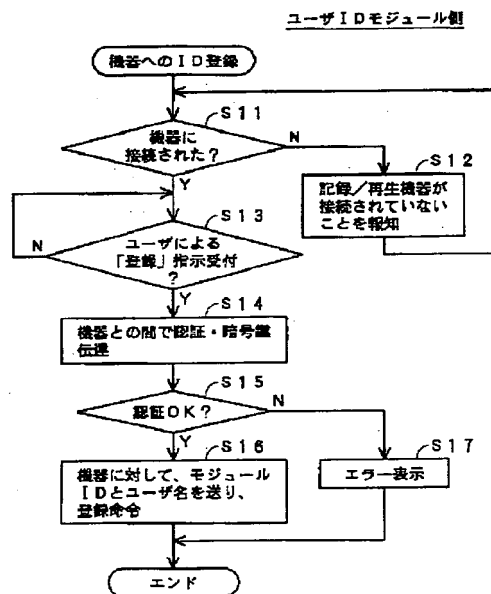 ユーザIDモジュール側
機器へのID登録
S11
機器に
接続された?
N
Y
S12
記録/再生機器が
接続されていない
ことを報知
S13
ユーザによる
「登録」指示受付
?
N
Y
S14
機器との間で認証・暗号鍵
伝達
S15
認証OK?
N
Y
S16
機器に対して、モジュール
IDとユーザ名を送り、
登録命令
S17
エラー表示
エンド